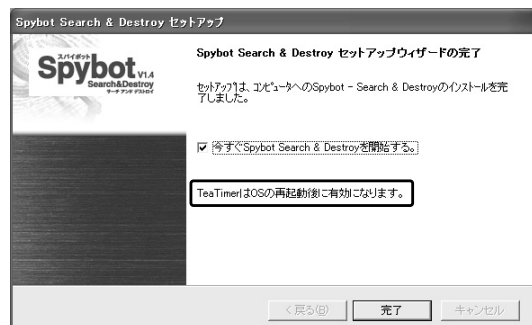 Spybot Search & Destroy セットアップ
スパイボット
Spybot V1.4
Search&Destroy
サーチ アンド デストロイ
Spybot Search & Destroy セットアップウィザードの完了
セットアップは、コンピュータへのSpybot - Search & Destroyのインストールを完
了しました。
今すぐSpybot Search & Destroyを開始する。
TeaTimerはOSの再起動後に有効になります。
< 戻る(B)
完了
キャンセル